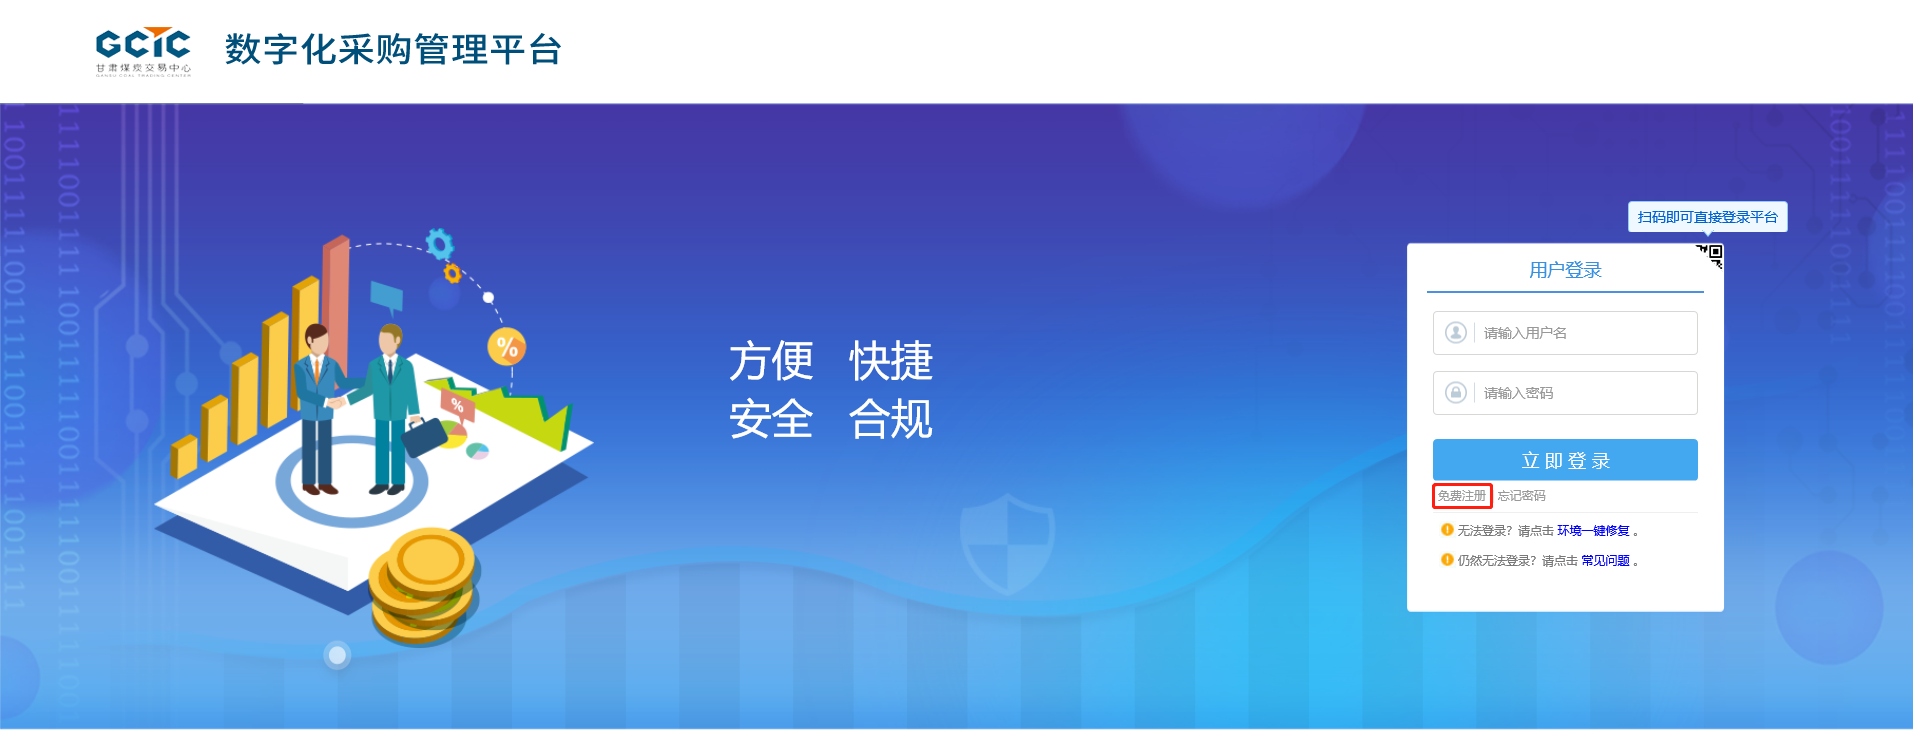 GCTC
甘肃煤炭交易中心
GANSU COAL TRADING CENTER
数字化采购管理平台
扫码即可直接登录平台
用户登录
请输入用户名
请输入密码
立即登录
免费注册 忘记密码
无法登录？请点击 环境一键修复 。
仍然无法登录？请点击 常见问题 。
方便 快捷
安全 合规
%
%